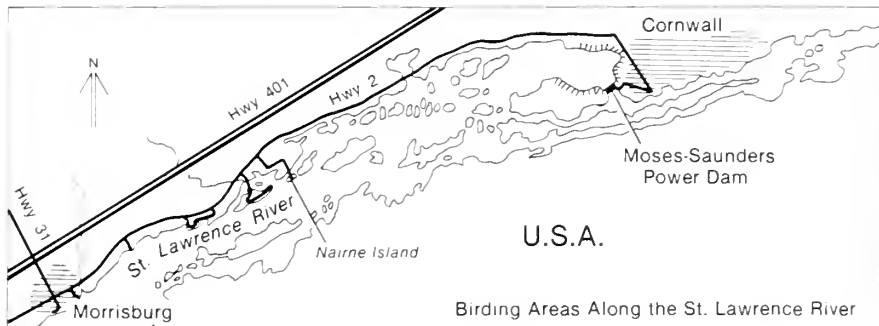 Cornwall
N
Hwy 401
Hwy 2
Moses-Saunders
Power Dam
Hwy 31
St. Lawrence River
U.S.A.
Nairne Island
Morrisburg
Birding Areas Along the St. Lawrence River